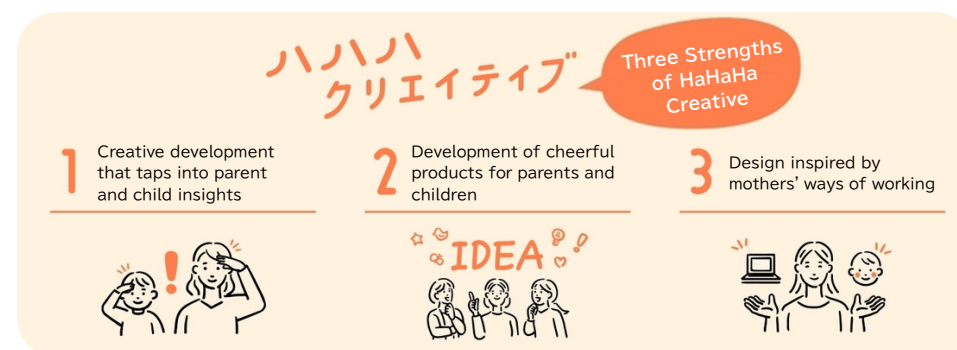 ハハハ
クリエイティブ
Three Strengths
of HaHaHa
Creative
1
Creative development
that taps into parent
and child insights
2
Development of cheerful
products for parents and
children
3
Design inspired by
mothers’ ways of working
!
IDEA
!